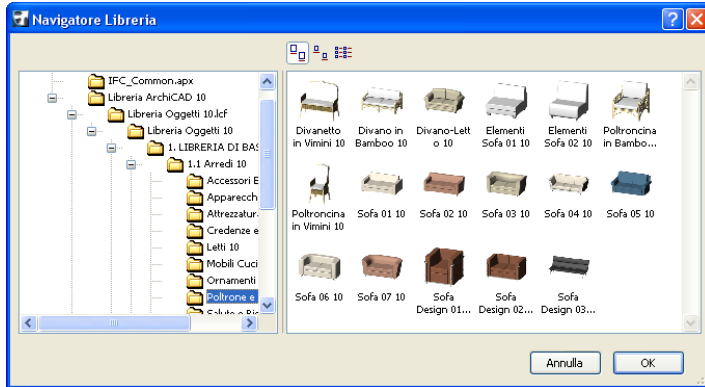 Navigatore Libreria
IFC_Common.apx
Libreria ArchiCAD 10
Libreria Oggetti 10.lcf
Libreria Oggetti 10
1. LIBRERIA DI BAS
1.1 Arredi 10
Accessori E
Apparecch
Attrezzatur
Credenze e
Letti 10
Mobili Cuci
Ornamenti
Poltrone e
Salute e Be
Divanetto
in Vimini 10
Divano in
Bamboo 10
Divano-Lett
o 10
Elementi
Sofa 01 10
Elementi
Sofa 02 10
Poltroncina
in Bambo...
Poltroncina
in Vimini 10
Sofa 01 10
Sofa 02 10
Sofa 03 10
Sofa 04 10
Sofa 05 10
Sofa 06 10
Sofa 07 10
Sofa
Design 01...
Sofa
Design 02...
Sofa
Design 03...
Annulla
OK